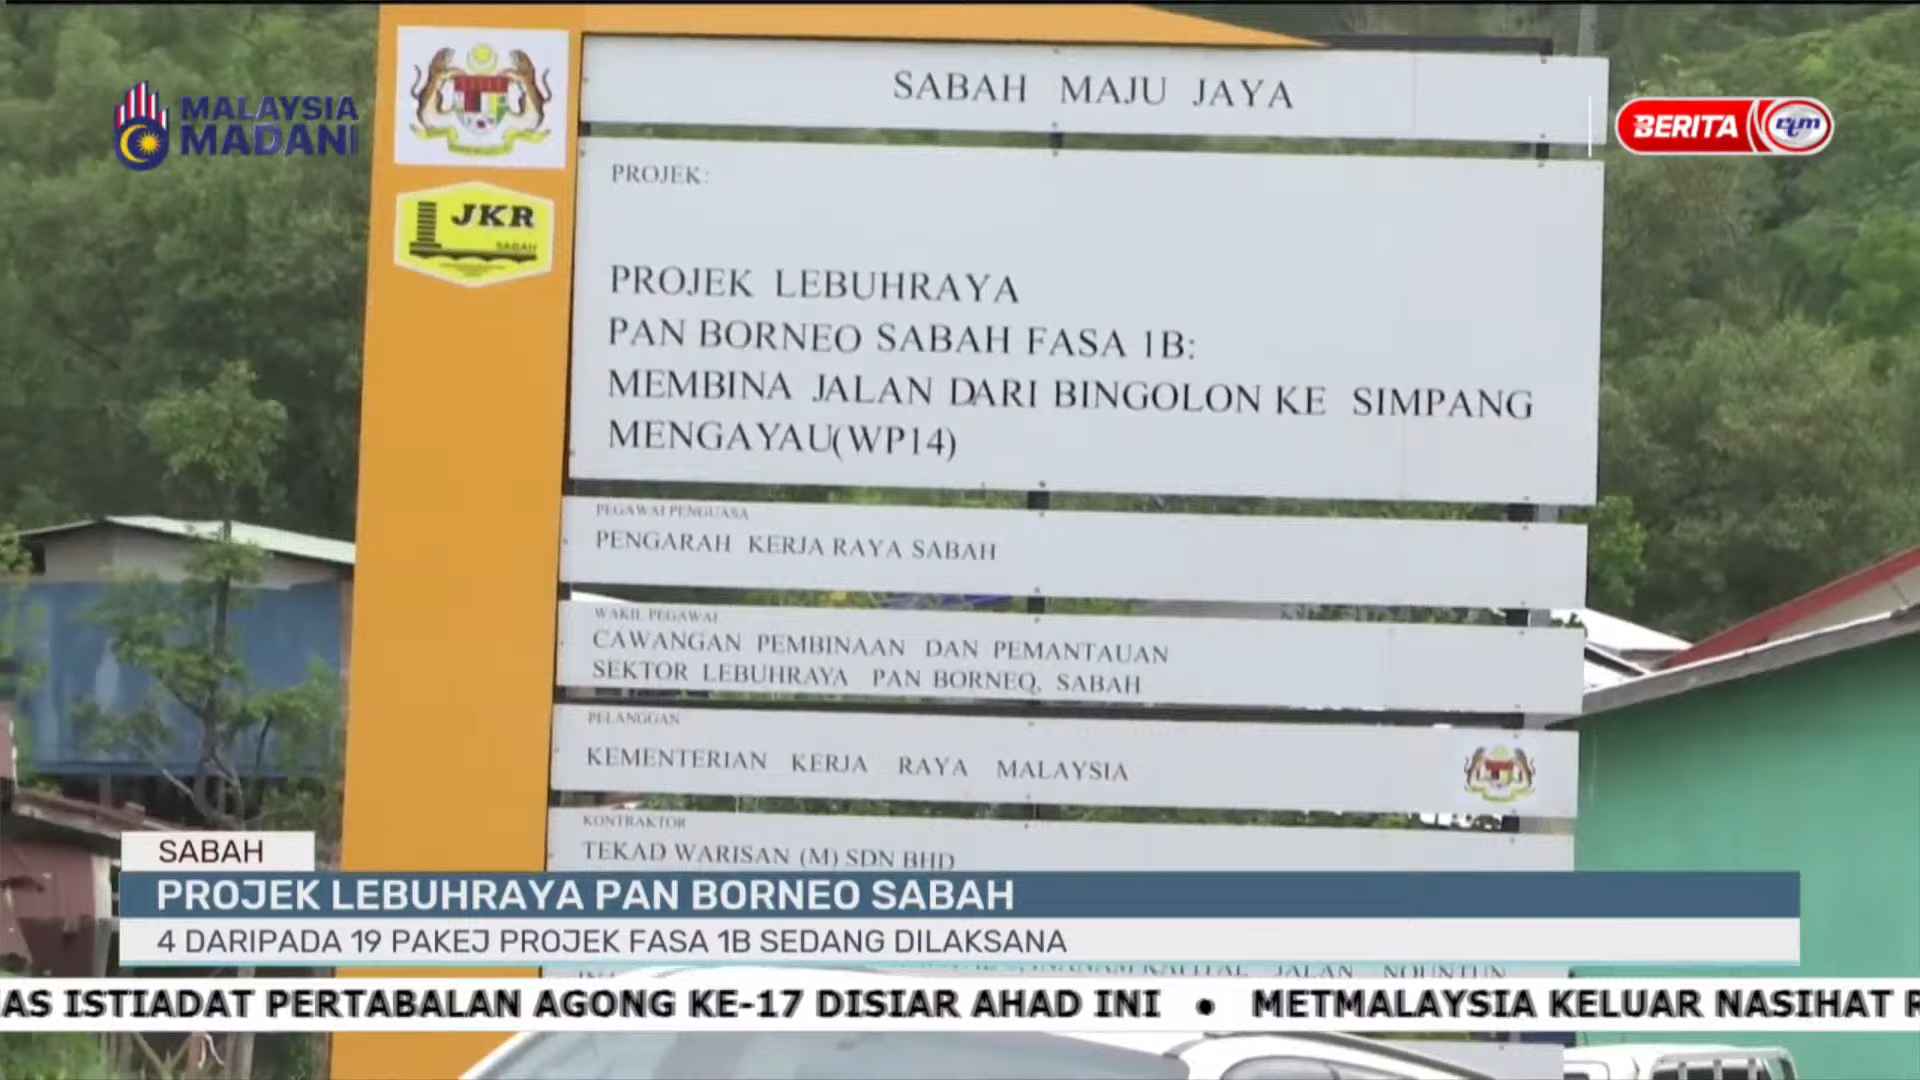 MALAYSIA
MADANI
BERITA rtm
SABAH MAJU JAYA
JKR
SABAH
PROJEK:
PROJEK LEBUHRAYA
PAN BORNEO SABAH FASA 1B:
MEMBINA JALAN DARI BINGOLON KE SIMPANG
MENGAYAU(WP14)
PEGAWAI PENGUASA
PENGARAH KERJA RAYA SABAH
WAKIL PEGAWAI
CAWANGAN PEMBINAAN DAN PEMANTAUAN
SEKTOR LEBUHRAYA PAN BORNEO, SABAH
PELANGGAN
KEMENTERIAN KERJA RAYA MALAYSIA
KONTRAKTOR
TEKAD WARISAN (M) SDN BHD
SABAH
PROJEK LEBUHRAYA PAN BORNEO SABAH
4 DARIPADA 19 PAKEJ PROJEK FASA 1B SEDANG DILAKSANA
AS ISTIADAT PERTABALAN AGONG KE-17 DISIAR AHAD INI • METMALAYSIA KELUAR NASIHAT